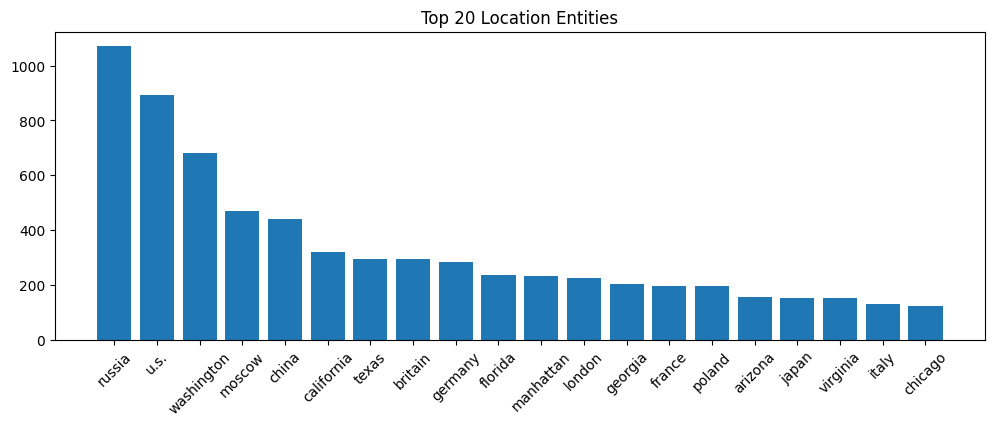 Top 20 Location Entities
1000
800
600
400
200
0
russia
u.s.
washington
moscow
china
california
texas
britain
germany
florida
manhattan
london
georgia
france
poland
arizona
japan
virginia
italy
chicago